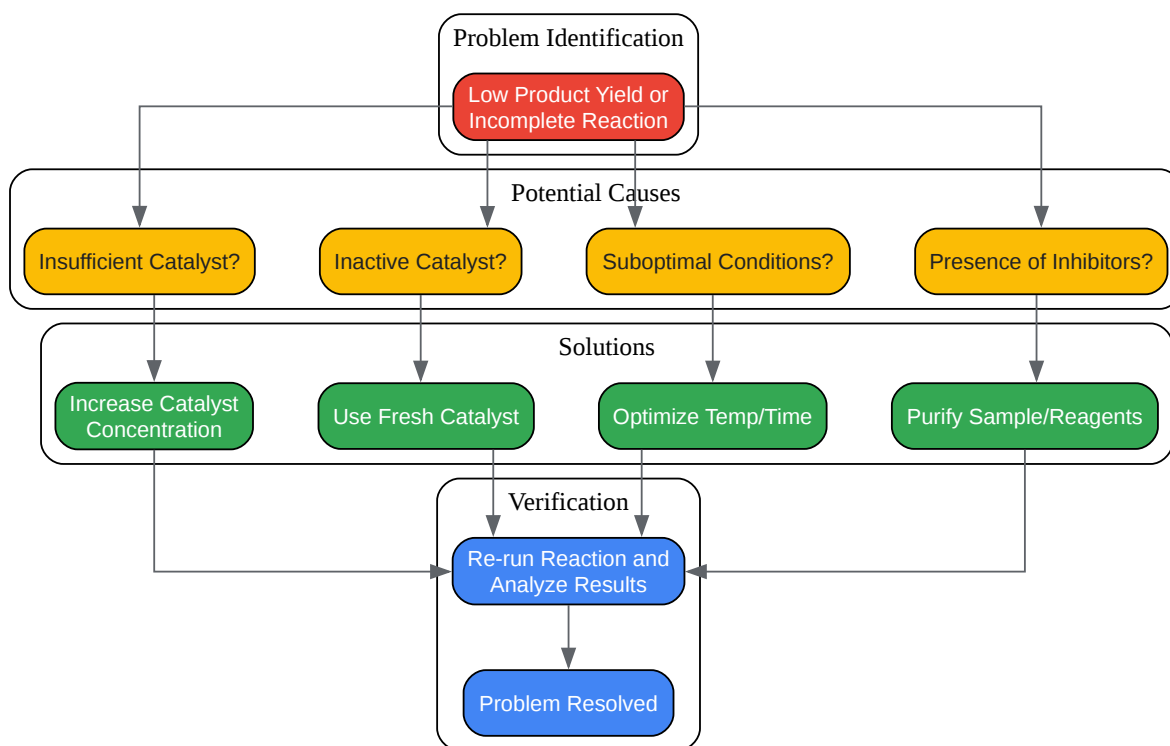 Problem Identification
Low Product Yield or
Incomplete Reaction
Potential Causes
Insufficient Catalyst?
Inactive Catalyst?
Suboptimal Conditions?
Presence of Inhibitors?
Solutions
Increase Catalyst
Concentration
Use Fresh Catalyst
Optimize Temp/Time
Purify Sample/Reagents
Verification
Re-run Reaction and
Analyze Results
Problem Resolved